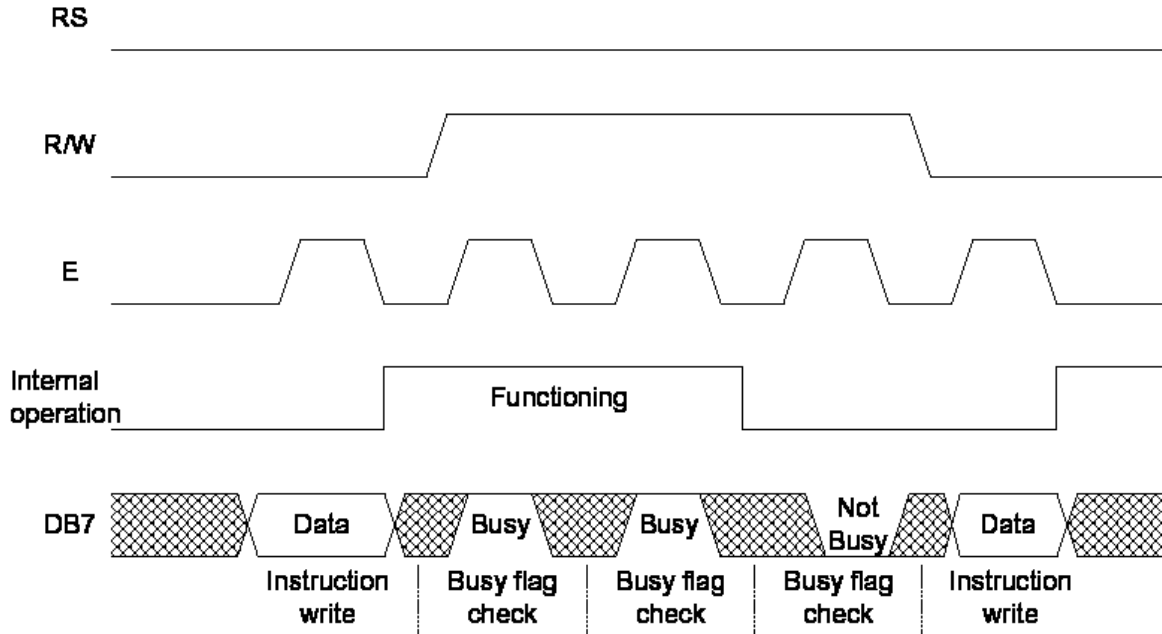 RS
R/W
E
Internal
operation
Functioning
DB7
Data
Busy
Busy
Not
Busy
Data
Instruction
write
Busy flag
check
Busy flag
check
Busy flag
check
Instruction
write